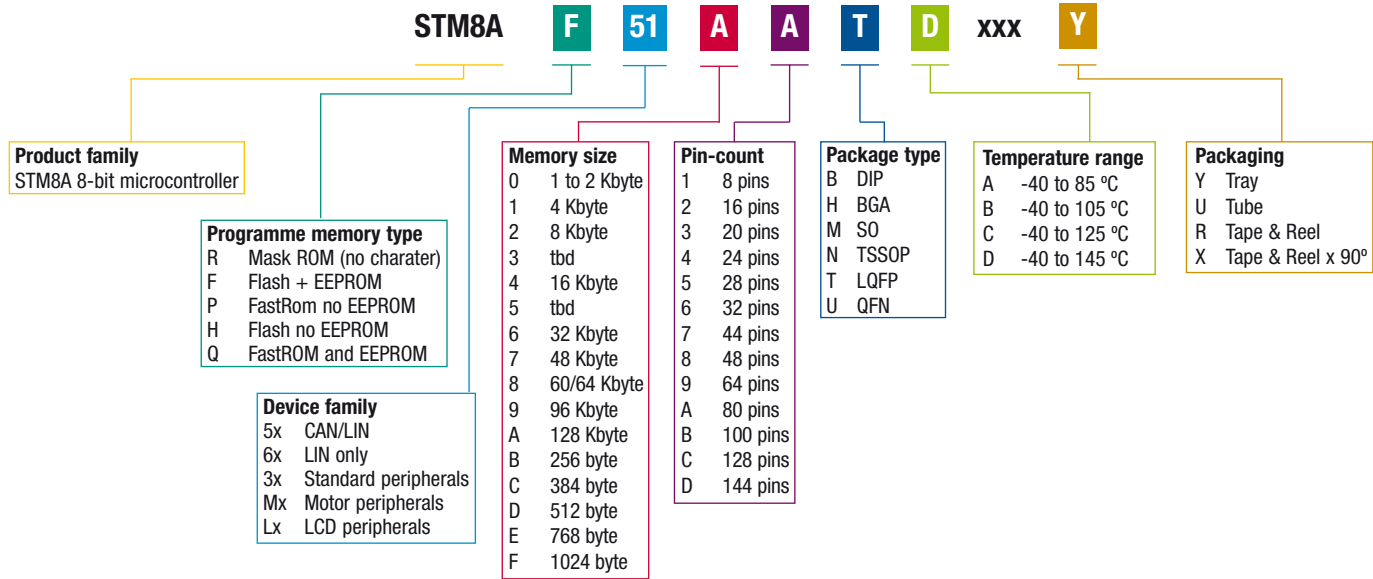 STM8A F 51 A A T D xxx Y
Product family
STM8A 8-bit microcontroller
Programme memory type
R Mask ROM (no charater)
F Flash + EEPROM
P FastRom no EEPROM
H Flash no EEPROM
Q FastROM and EEPROM
Device family
5x CAN/LIN
6x LIN only
3x Standard peripherals
Mx Motor peripherals
Lx LCD peripherals
Memory size
0 1 to 2 Kbyte
1 4 Kbyte
2 8 Kbyte
3 tbd
4 16 Kbyte
5 tbd
6 32 Kbyte
7 48 Kbyte
8 60/64 Kbyte
9 96 Kbyte
A 128 Kbyte
B 256 byte
C 384 byte
D 512 byte
E 768 byte
F 1024 byte
Pin-count
1 8 pins
2 16 pins
3 20 pins
4 24 pins
5 28 pins
6 32 pins
7 44 pins
8 48 pins
9 64 pins
A 80 pins
B 100 pins
C 128 pins
D 144 pins
Package type
B DIP
H BGA
M SO
N TSSOP
T LQFP
U QFN
Temperature range
A -40 to 85 ºC
B -40 to 105 ºC
C -40 to 125 ºC
D -40 to 145 ºC
Packaging
Y Tray
U Tube
R Tape & Reel
X Tape & Reel x 90º